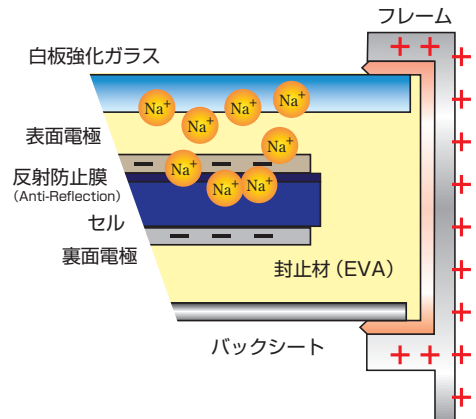 フレーム
白板強化ガラス
Na+
Na+
Na+
Na+
Na+
Na+
Na+
Na+
表面電極
反射防止膜
(Anti-Reflection)
セル
裏面電極
封止材（EVA）
バックシート